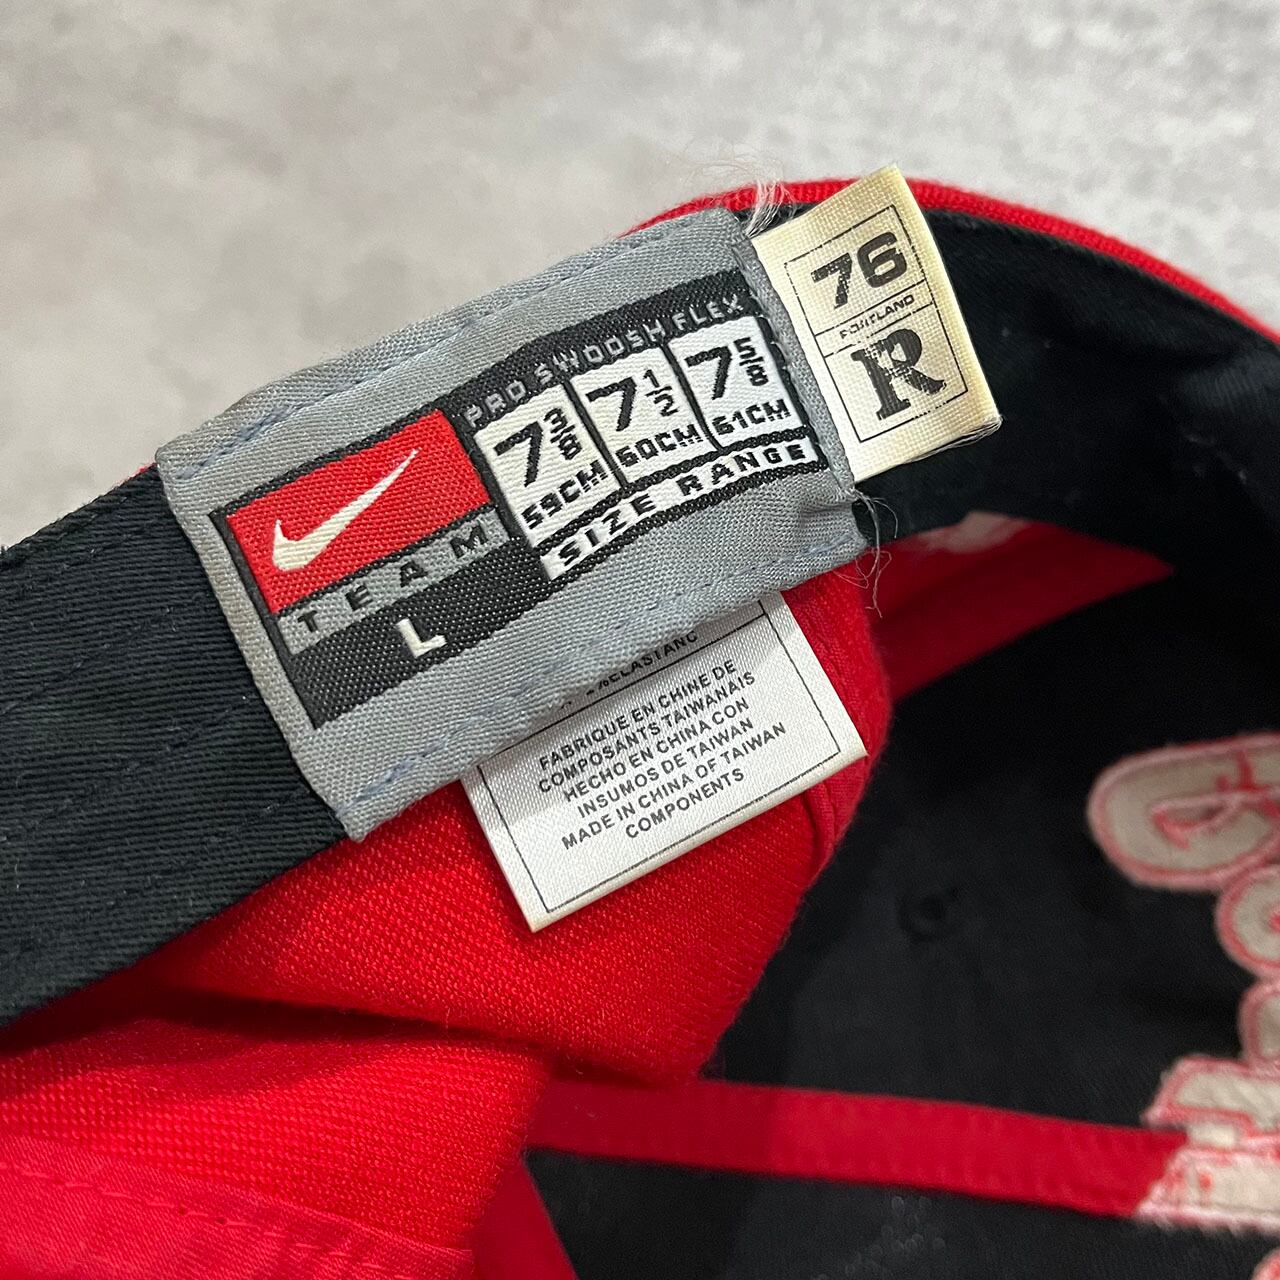 PRO SWOOSH FLEX
7 3/8 7 1/2 7 5/8
59CM 60CM 61CM
SIZE RANGE
TEAM
L
76
PORTLAND
R
FABRIQUE EN CHINE DE
COMPOSANTS TAIWANAIS
HECHO EN CHINA CON
INSUMOS DE TAIWAN
MADE IN CHINA OF TAIWAN
COMPONENTS